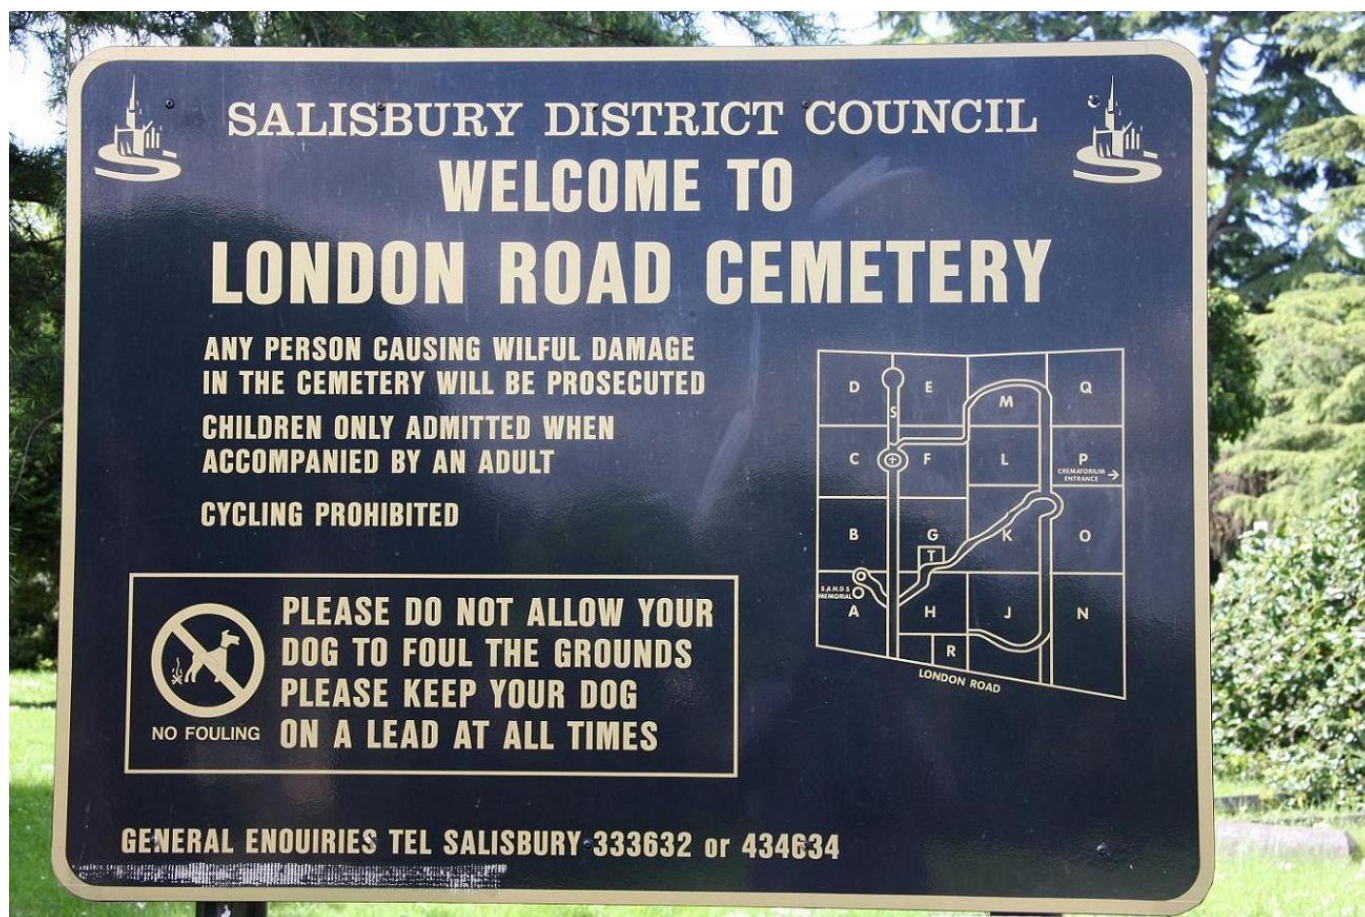 SALISBURY DISTRICT COUNCIL
WELCOME TO
LONDON ROAD CEMETERY
ANY PERSON CAUSING WILFUL DAMAGE
IN THE CEMETERY WILL BE PROSECUTED
CHILDREN ONLY ADMITTED WHEN
ACCOMPANIED BY AN ADULT
CYCLING PROHIBITED
D E M Q
S
C F L P
CREMATORIUM
ENTRANCE →
B G K O
T
S.A.N.D.S
MEMORIAL
A H J N
R
LONDON ROAD
PLEASE DO NOT ALLOW YOUR
DOG TO FOUL THE GROUNDS
PLEASE KEEP YOUR DOG
ON A LEAD AT ALL TIMES
NO FOULING
GENERAL ENQUIRIES TEL SALISBURY 333632 or 434634